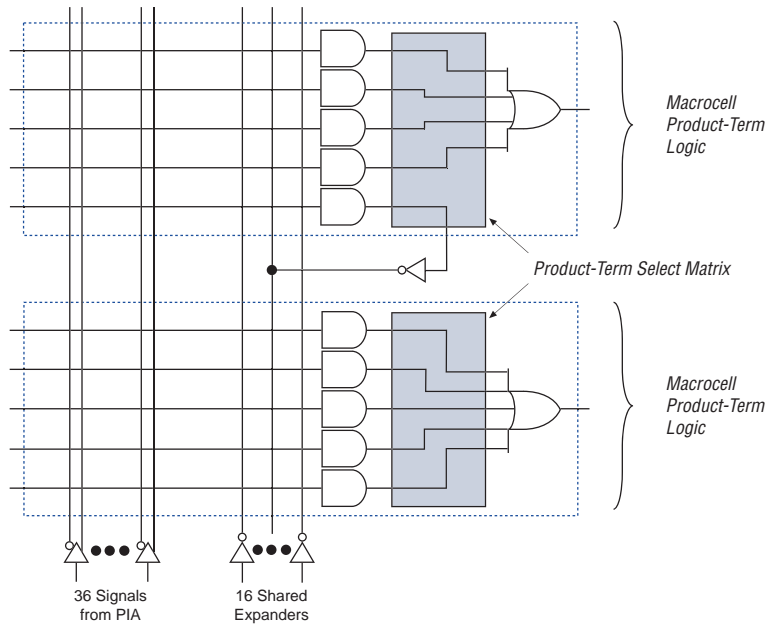 Macrocell
Product-Term
Logic
Product-Term Select Matrix
Macrocell
Product-Term
Logic
36 Signals
from PIA
16 Shared
Expanders